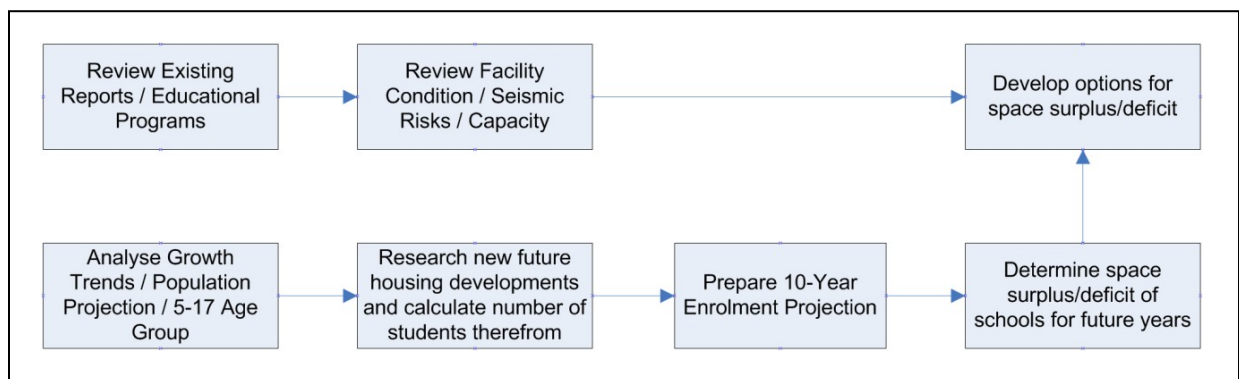 Review Existing
Reports / Educational
Programs
Review Facility
Condition / Seismic
Risks / Capacity
Develop options for
space surplus/deficit
Analyse Growth
Trends / Population
Projection / 5-17 Age
Group
Research new future
housing developments
and calculate number of
students therefrom
Prepare 10-Year
Enrolment Projection
Determine space
surplus/deficit of
schools for future years